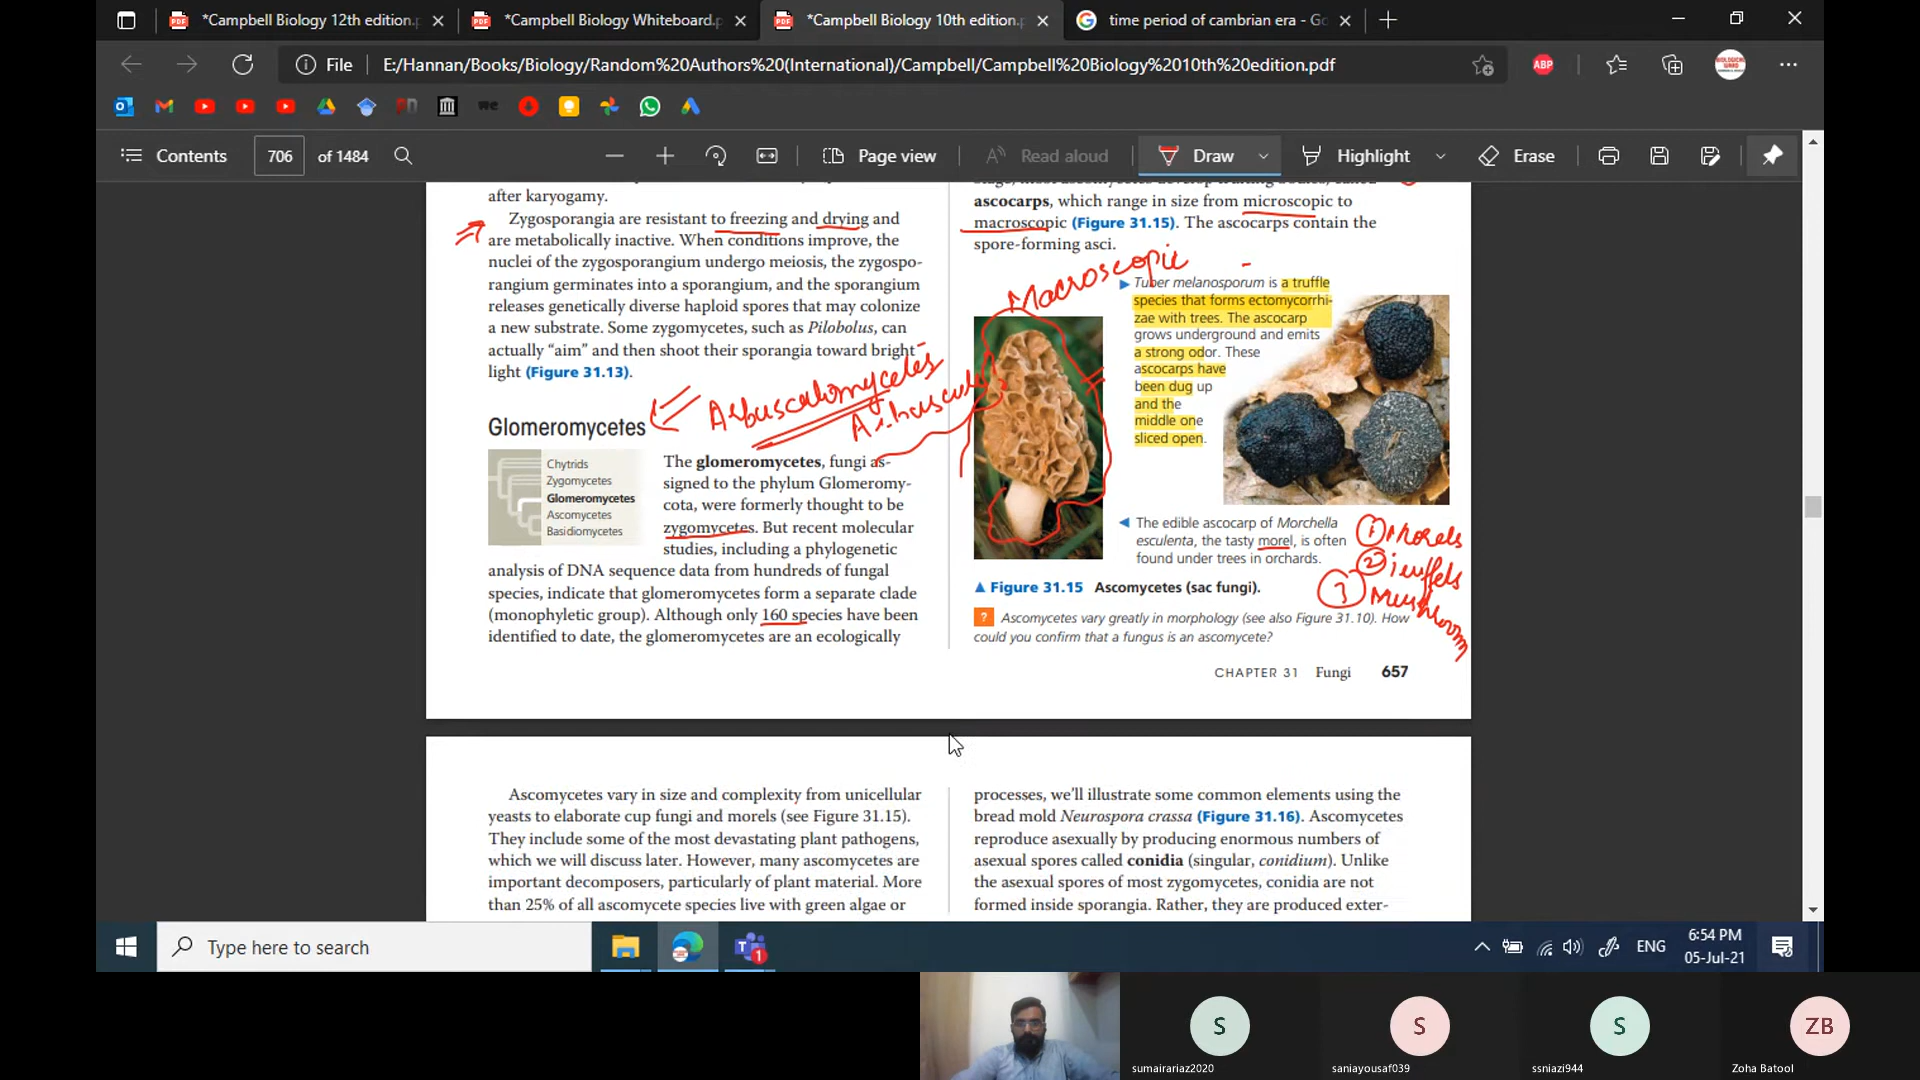 *Campbell Biology 12th edition.p
*Campbell Biology Whiteboard.p
*Campbell Biology 10th edition.p
time period of cambrian era - Go
File
E:/Hannan/Books/Biology/Random%20Authors%20(International)/Campbell/Campbell%20Biology%2010th%20edition.pdf
ABP
Contents
706
of 1484
Page view
Read aloud
Draw
Highlight
Erase
after karyogamy.
Zygosporangia are resistant to freezing and drying and
are metabolically inactive. When conditions improve, the
nuclei of the zygosporangium undergo meiosis, the zygospo-
rangium germinates into a sporangium, and the sporangium
releases genetically diverse haploid spores that may colonize
a new substrate. Some zygomycetes, such as Pilobolus, can
actually “aim” and then shoot their sporangia toward bright
light (Figure 31.13).
Glomeromycetes
Chytrids
Zygomycetes
Glomeromycetes
Ascomycetes
Basidiomycetes
The glomeromycetes, fungi as-
signed to the phylum Glomeromy-
cota, were formerly thought to be
zygomycetes. But recent molecular
studies, including a phylogenetic
analysis of DNA sequence data from hundreds of fungal
species, indicate that glomeromycetes form a separate clade
(monophyletic group). Although only 160 species have been
identified to date, the glomeromycetes are an ecologically
ascocarps, which range in size from microscopic to
macroscopic (Figure 31.15). The ascocarps contain the
spore-forming asci.
Macroscopic
▶ Tuber melanosporum is a truffle
species that forms ectomycorrhi-
zae with trees. The ascocarp
grows underground and emits
a strong odor. These
ascocarps have
been dug up
and the
middle one
sliced open.
◀ The edible ascocarp of Morchella
esculenta, the tasty morel, is often
found under trees in orchards.
① Morels
②
③ Mushroom
▲ Figure 31.15 Ascomycetes (sac fungi).
? Ascomycetes vary greatly in morphology (see also Figure 31.10). How
could you confirm that a fungus is an ascomycete?
CHAPTER 31 Fungi 657
Ascomycetes vary in size and complexity from unicellular
yeasts to elaborate cup fungi and morels (see Figure 31.15).
They include some of the most devastating plant pathogens,
which we will discuss later. However, many ascomycetes are
important decomposers, particularly of plant material. More
than 25% of all ascomycete species live with green algae or
processes, we’ll illustrate some common elements using the
bread mold Neurospora crassa (Figure 31.16). Ascomycetes
reproduce asexually by producing enormous numbers of
asexual spores called conidia (singular, conidium). Unlike
the asexual spores of most zygomycetes, conidia are not
formed inside sporangia. Rather, they are produced exter-
Type here to search
1
ENG
6:54 PM
05-Jul-21
S
S
S
ZB
sumairariaz2020
saniayousaf039
ssniazi944
Zoha Batool